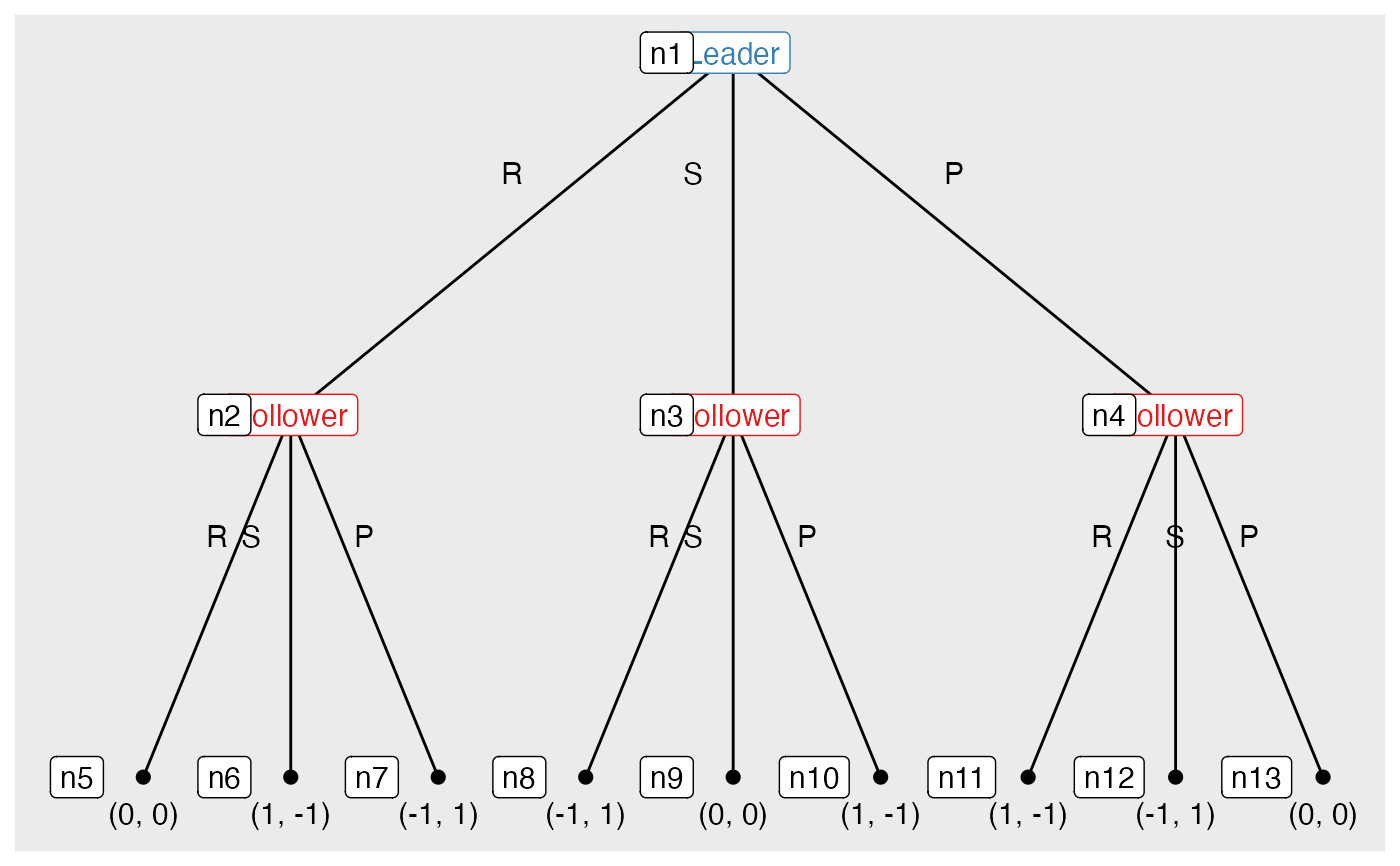 n1 Leader
R S P
n2 ollower n3 ollower n4 ollower
R S P R S P R S P
n5 n6 n7 n8 n9 n10 n11 n12 n13
(0, 0) (1, -1) (-1, 1) (-1, 1) (0, 0) (1, -1) (1, -1) (-1, 1) (0, 0)